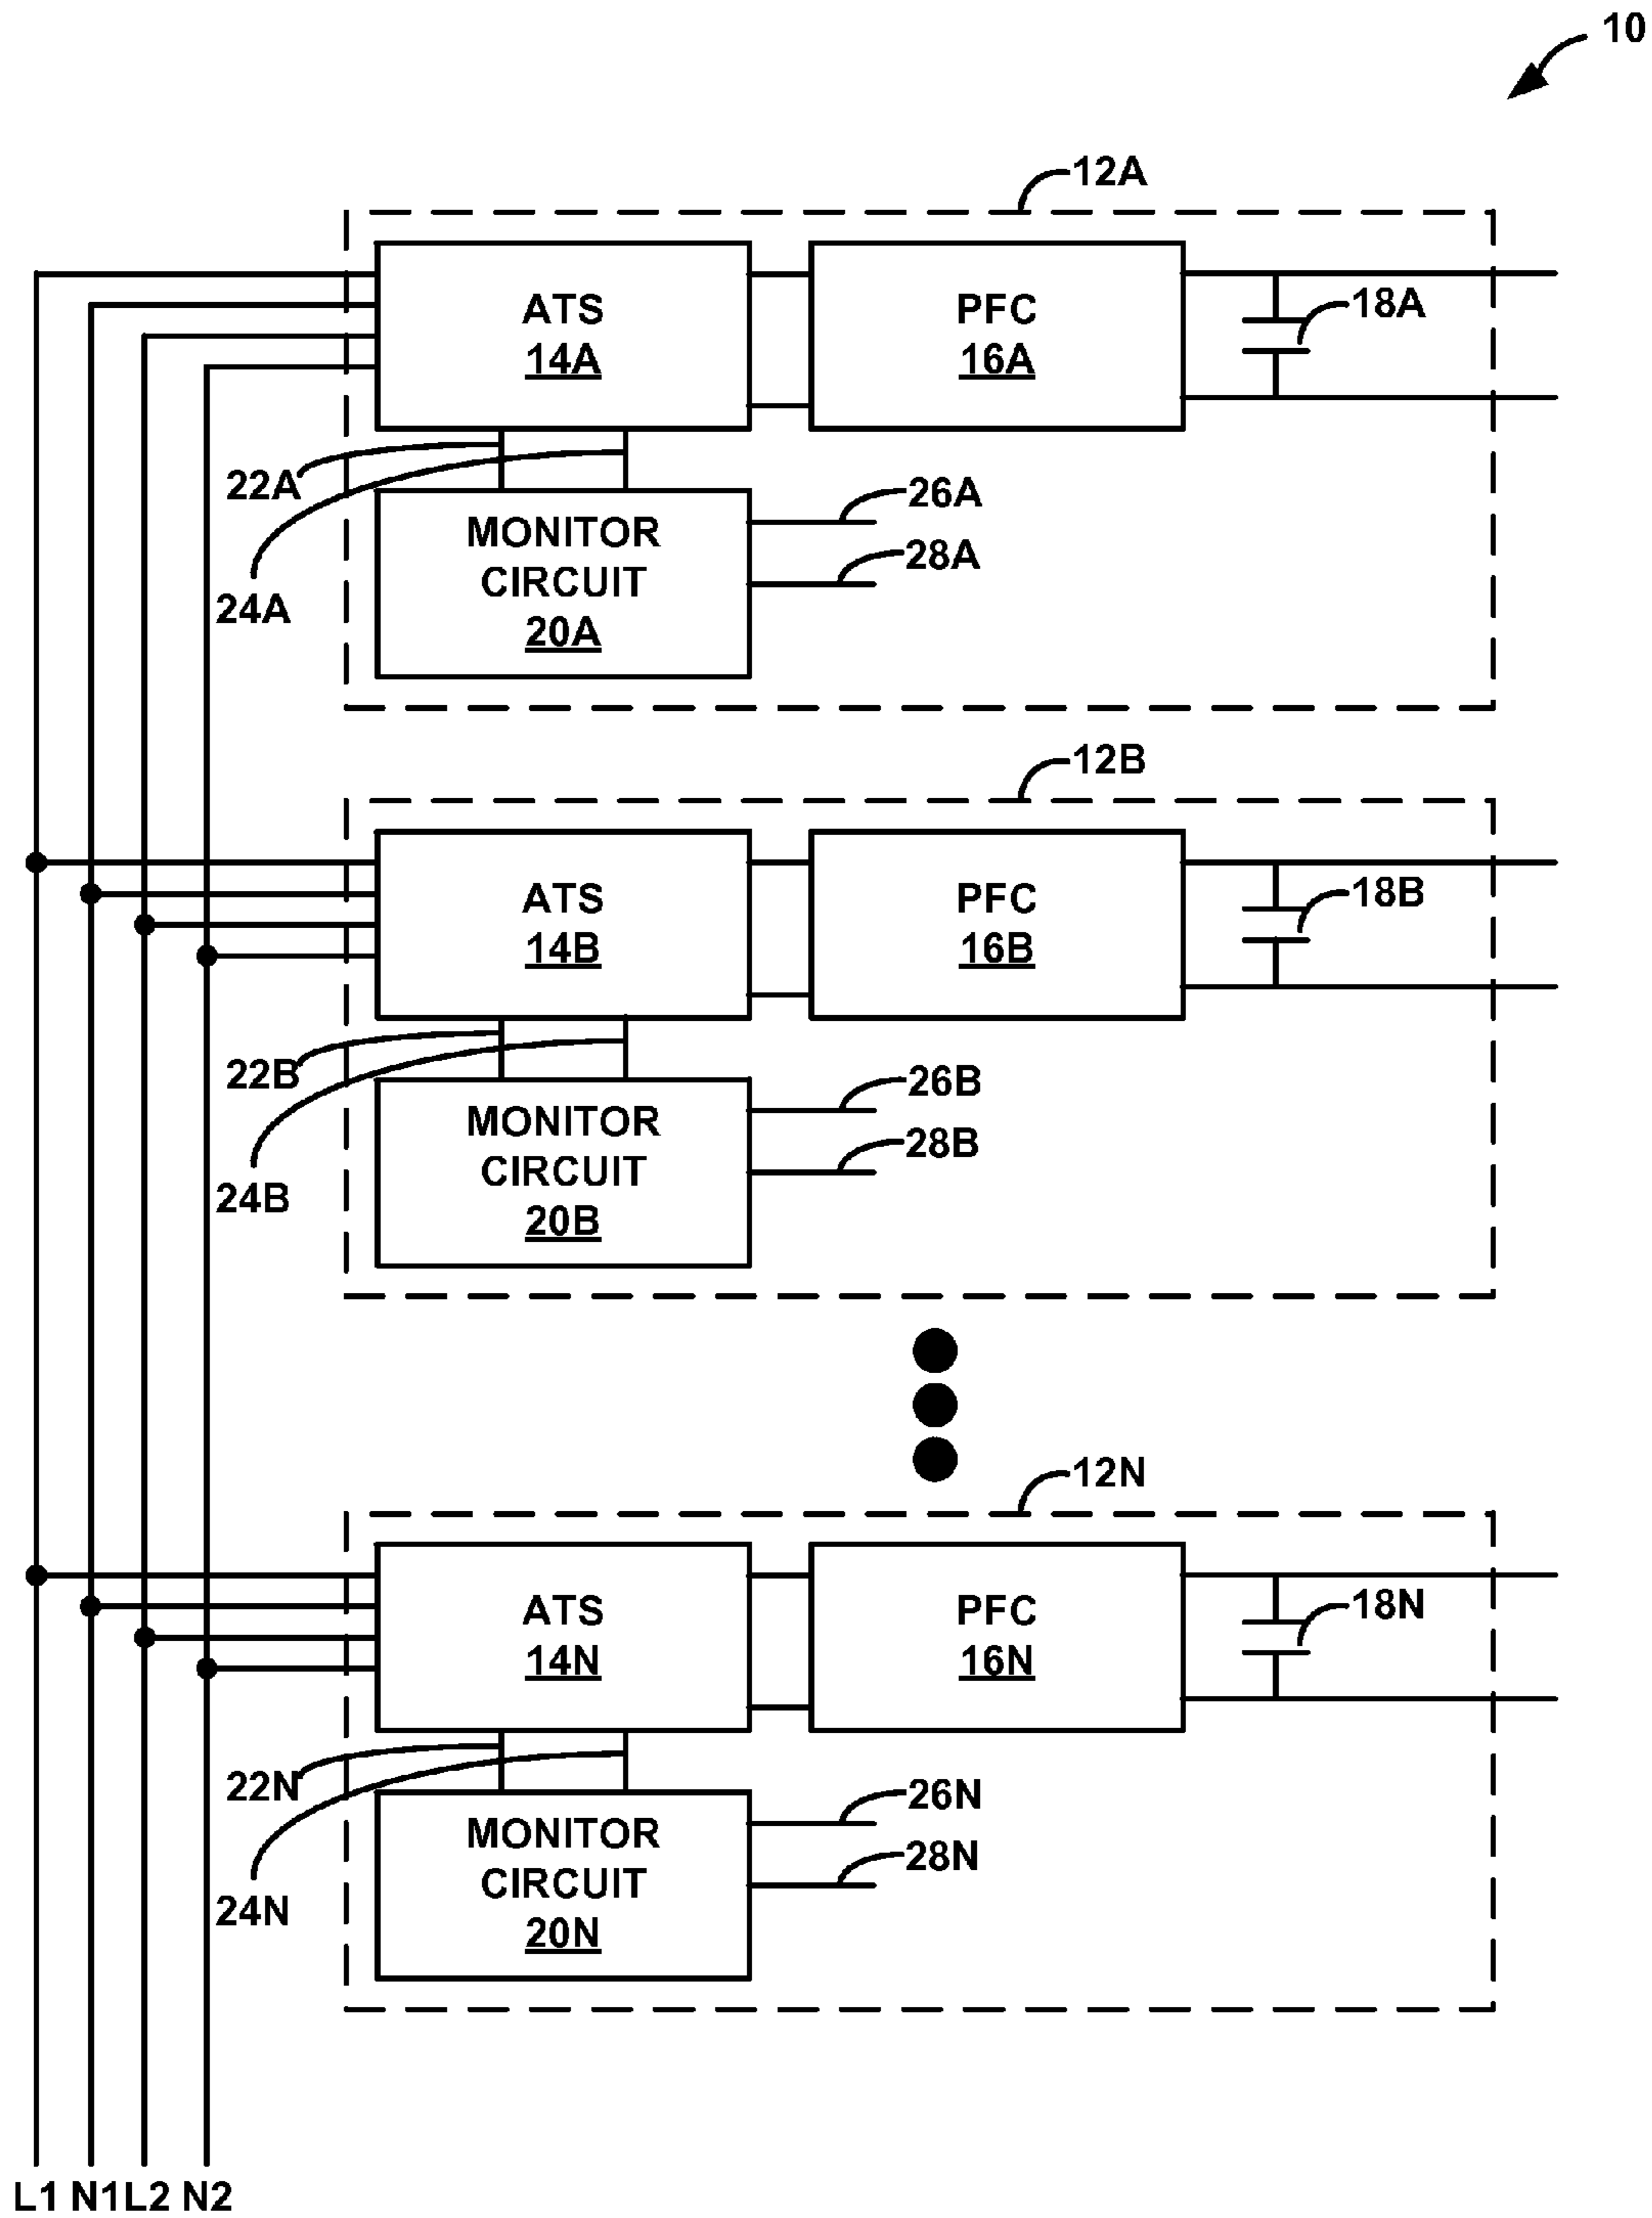 10
12A
ATS
14A
PFC
16A
18A
22A
24A
MONITOR
CIRCUIT
20A
26A
28A
12B
ATS
14B
PFC
16B
18B
22B
24B
MONITOR
CIRCUIT
20B
26B
28B
12N
ATS
14N
PFC
16N
18N
22N
24N
MONITOR
CIRCUIT
20N
26N
28N
L1 N1 L2 N2